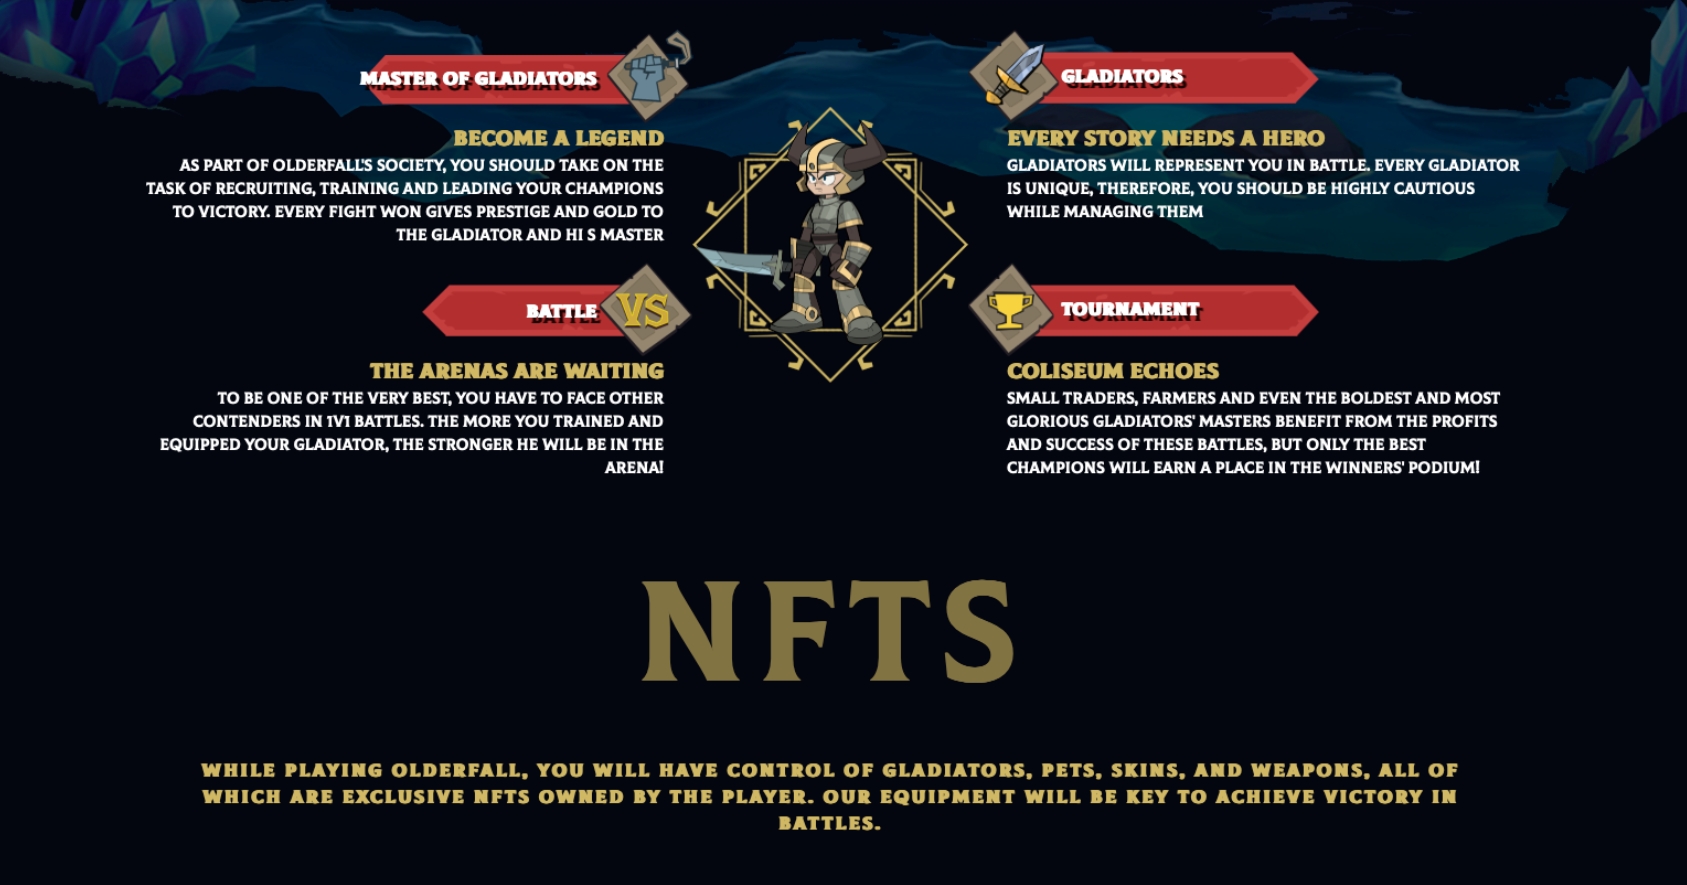 MASTER OF GLADIATORS
BECOME A LEGEND
AS PART OF OLDERFALL'S SOCIETY, YOU SHOULD TAKE ON THE
TASK OF RECRUITING, TRAINING AND LEADING YOUR CHAMPIONS
TO VICTORY. EVERY FIGHT WON GIVES PRESTIGE AND GOLD TO
THE GLADIATOR AND HI S MASTER
GLADIATORS
EVERY STORY NEEDS A HERO
GLADIATORS WILL REPRESENT YOU IN BATTLE. EVERY GLADIATOR
IS UNIQUE, THEREFORE, YOU SHOULD BE HIGHLY CAUTIOUS
WHILE MANAGING THEM
BATTLE
VS
THE ARENAS ARE WAITING
TO BE ONE OF THE VERY BEST, YOU HAVE TO FACE OTHER
CONTENDERS IN 1V1 BATTLES. THE MORE YOU TRAINED AND
EQUIPPED YOUR GLADIATOR, THE STRONGER HE WILL BE IN THE
ARENA!
TOURNAMENT
COLISEUM ECHOES
SMALL TRADERS, FARMERS AND EVEN THE BOLDEST AND MOST
GLORIOUS GLADIATORS' MASTERS BENEFIT FROM THE PROFITS
AND SUCCESS OF THESE BATTLES, BUT ONLY THE BEST
CHAMPIONS WILL EARN A PLACE IN THE WINNERS' PODIUM!
NFTS
WHILE PLAYING OLDERFALL, YOU WILL HAVE CONTROL OF GLADIATORS, PETS, SKINS, AND WEAPONS, ALL OF
WHICH ARE EXCLUSIVE NFTS OWNED BY THE PLAYER. OUR EQUIPMENT WILL BE KEY TO ACHIEVE VICTORY IN
BATTLES.